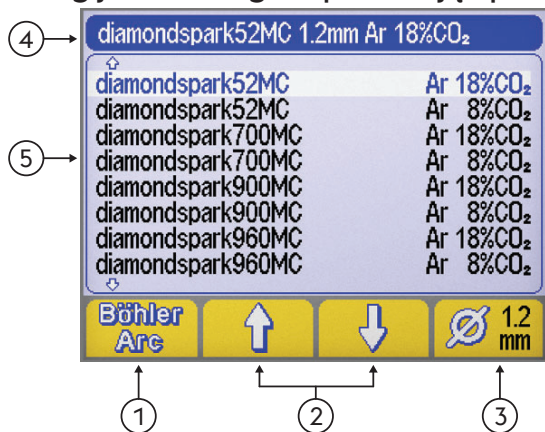 4
diamondspark52MC 1.2mm Ar 18%CO₂
5
diamondspark52MC Ar 18%CO₂
diamondspark52MC Ar 8%CO₂
diamondspark700MC Ar 18%CO₂
diamondspark700MC Ar 8%CO₂
diamondspark900MC Ar 18%CO₂
diamondspark900MC Ar 8%CO₂
diamondspark960MC Ar 18%CO₂
diamondspark960MC Ar 8%CO₂
Böhler
Arc
1.2
mm
1
2
3